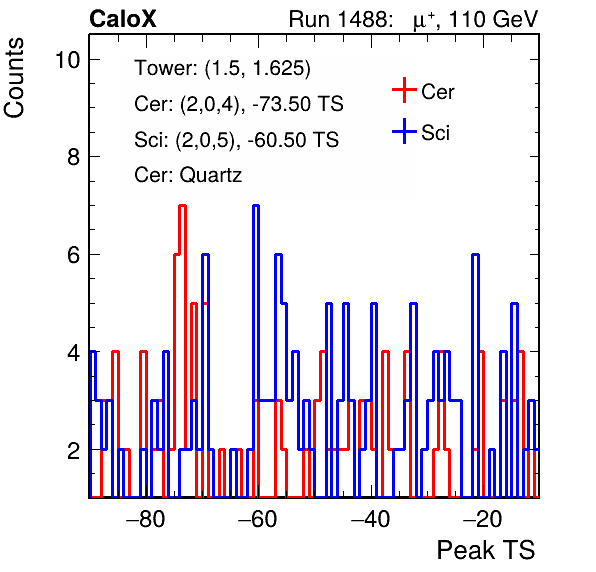 CaloX Run 1488: μ⁺, 110 GeV
Counts
Tower: (1.5, 1.625)
Cer: (2,0,4), -73.50 TS
Sci: (2,0,5), -60.50 TS
Cer: Quartz
Cer
Sci
10
8
6
4
2
−80 −60 −40 −20
Peak TS